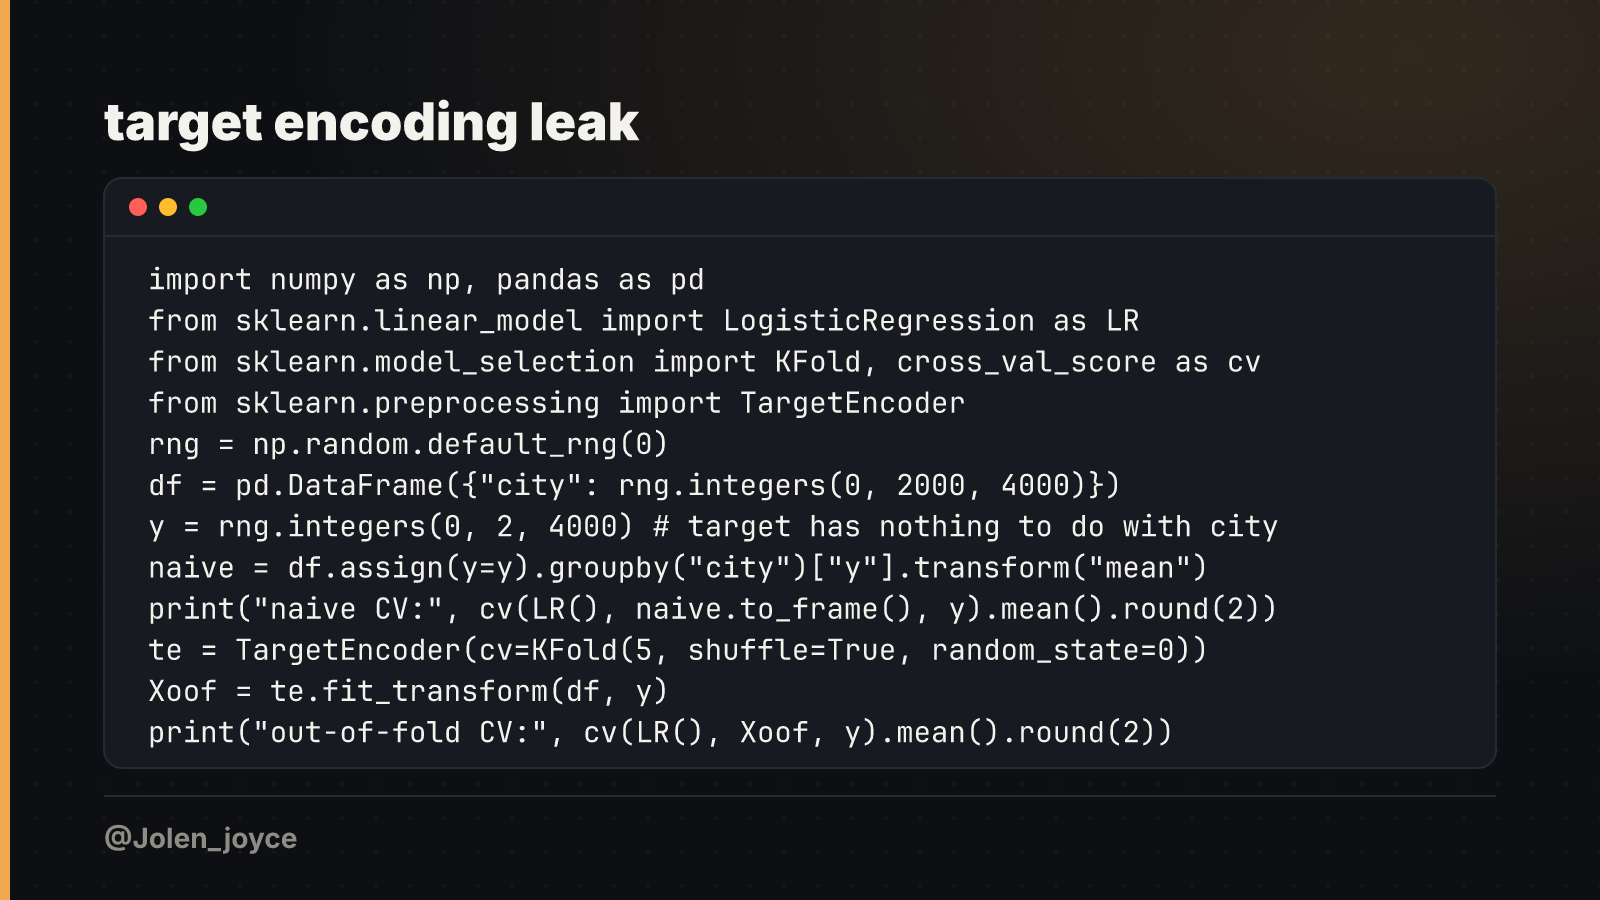 target encoding leak
import numpy as np, pandas as pd
from sklearn.linear_model import LogisticRegression as LR
from sklearn.model_selection import KFold, cross_val_score as cv
from sklearn.preprocessing import TargetEncoder
rng = np.random.default_rng(0)
df = pd.DataFrame({"city": rng.integers(0, 2000, 4000)})
y = rng.integers(0, 2, 4000) # target has nothing to do with city
naive = df.assign(y=y).groupby("city")["y"].transform("mean")
print("naive CV:", cv(LR(), naive.to_frame(), y).mean().round(2))
te = TargetEncoder(cv=KFold(5, shuffle=True, random_state=0))
Xoof = te.fit_transform(df, y)
print("out-of-fold CV:", cv(LR(), Xoof, y).mean().round(2))
@Jolen_joyce